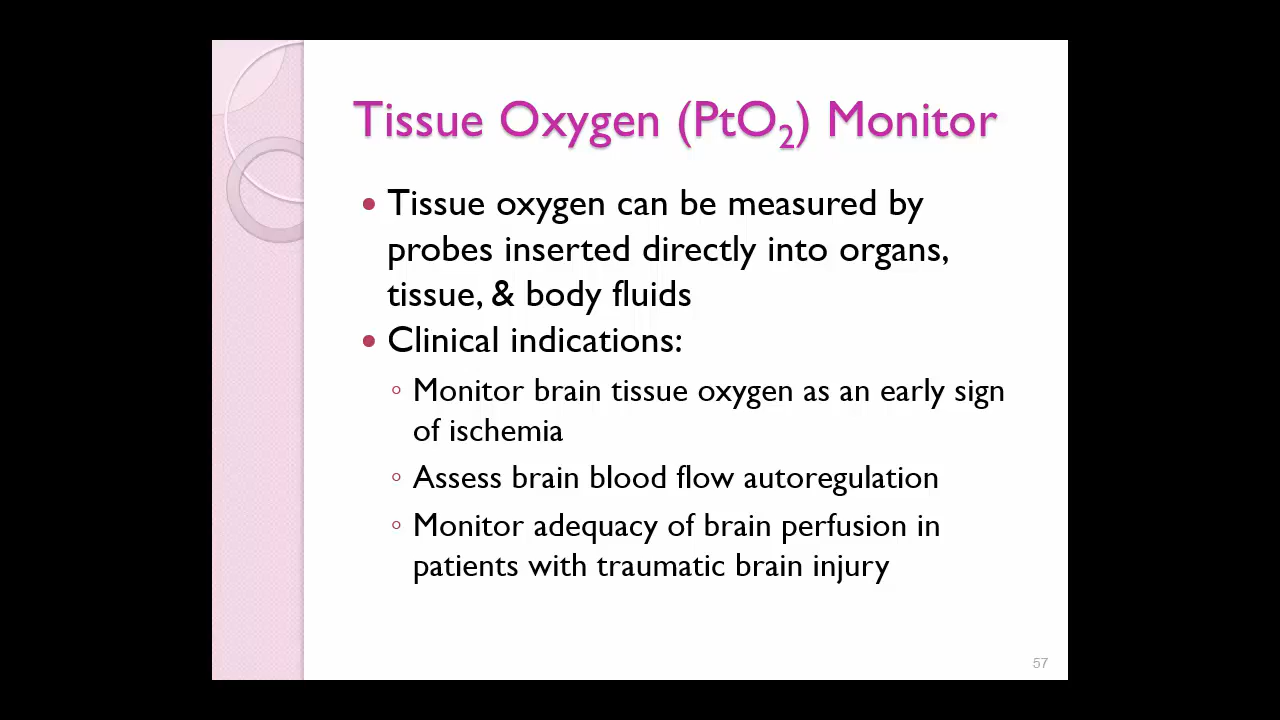 Tissue Oxygen (PtO₂) Monitor
• Tissue oxygen can be measured by
probes inserted directly into organs,
tissue, & body fluids
• Clinical indications:
◦ Monitor brain tissue oxygen as an early sign
of ischemia
◦ Assess brain blood flow autoregulation
◦ Monitor adequacy of brain perfusion in
patients with traumatic brain injury
57